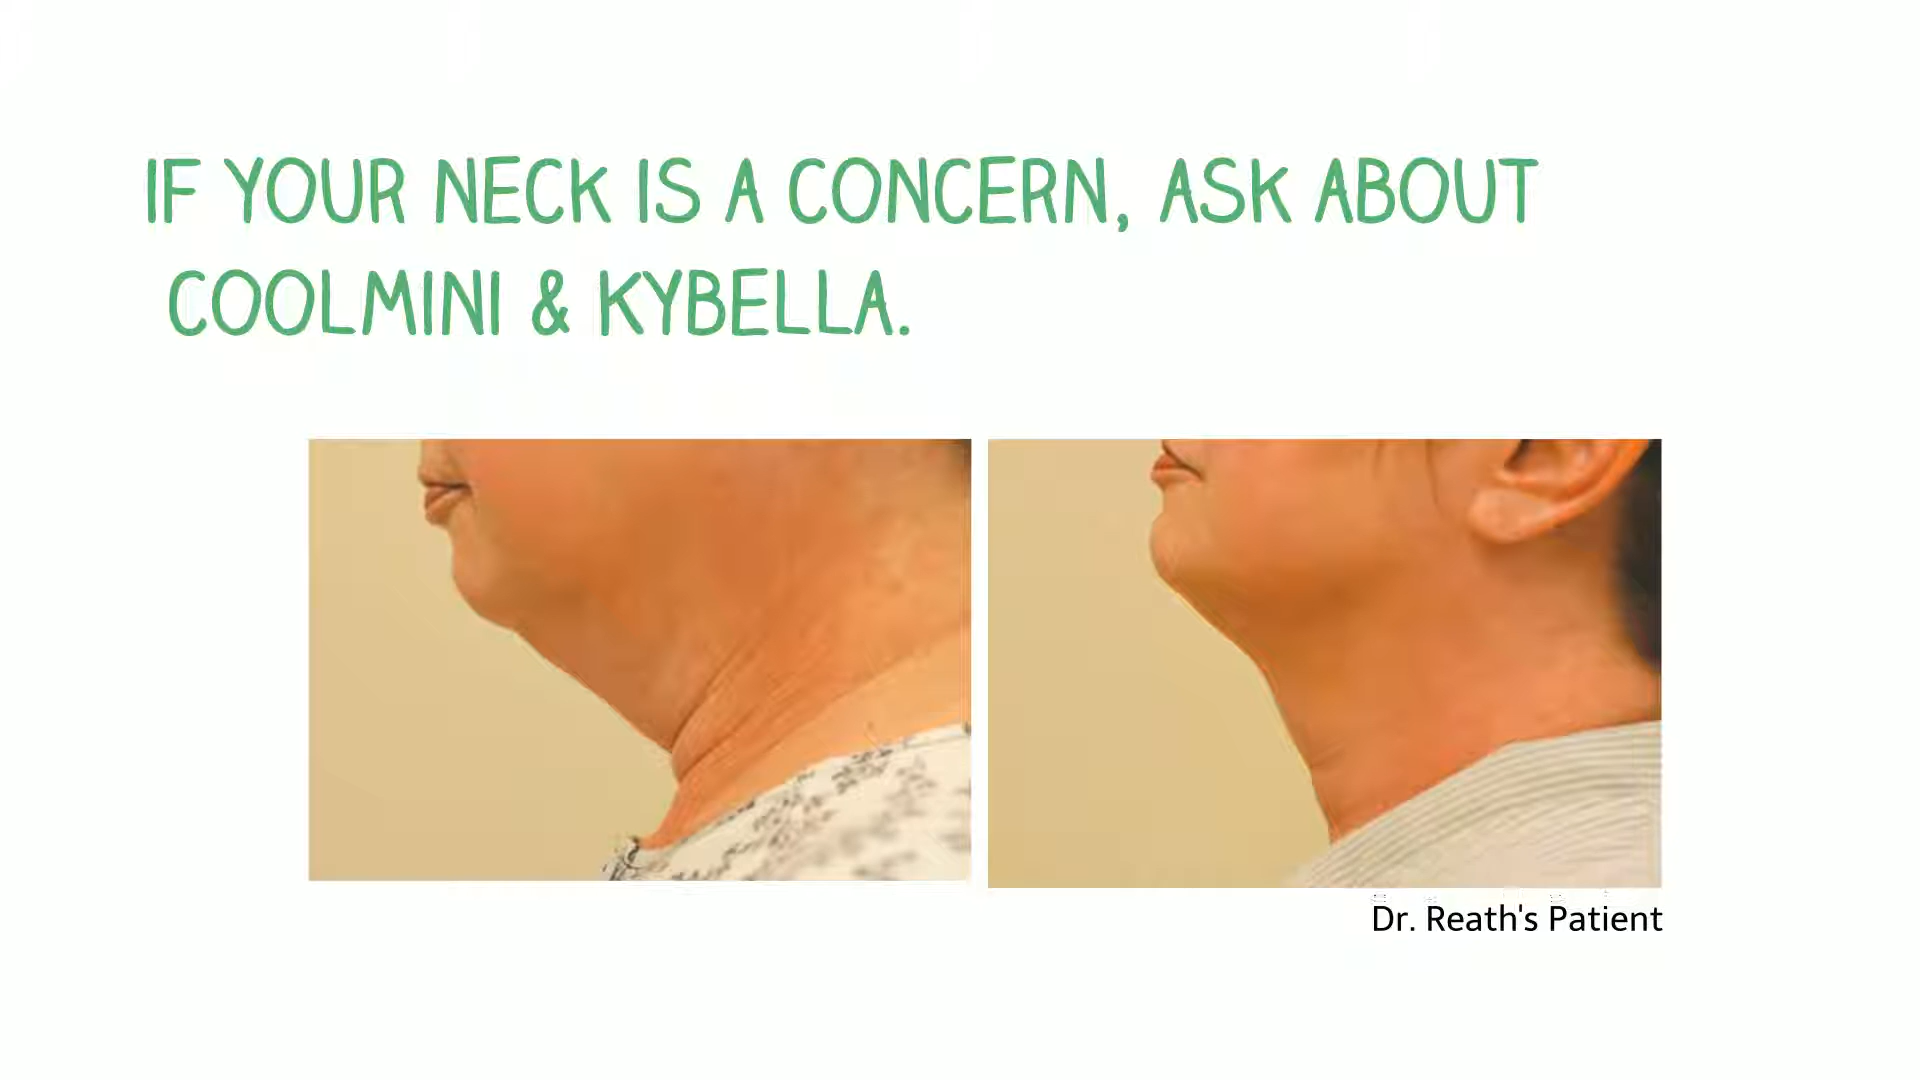 IF YOUR NECK IS A CONCERN, ASK ABOUT
COOLMINI & KYBELLA.
Dr. Reath's Patient